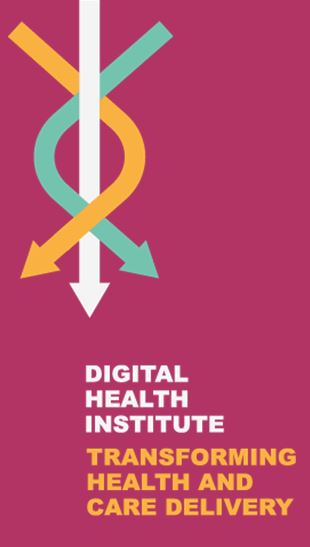 DIGITAL
HEALTH
INSTITUTE
TRANSFORMING
HEALTH AND
CARE DELIVERY